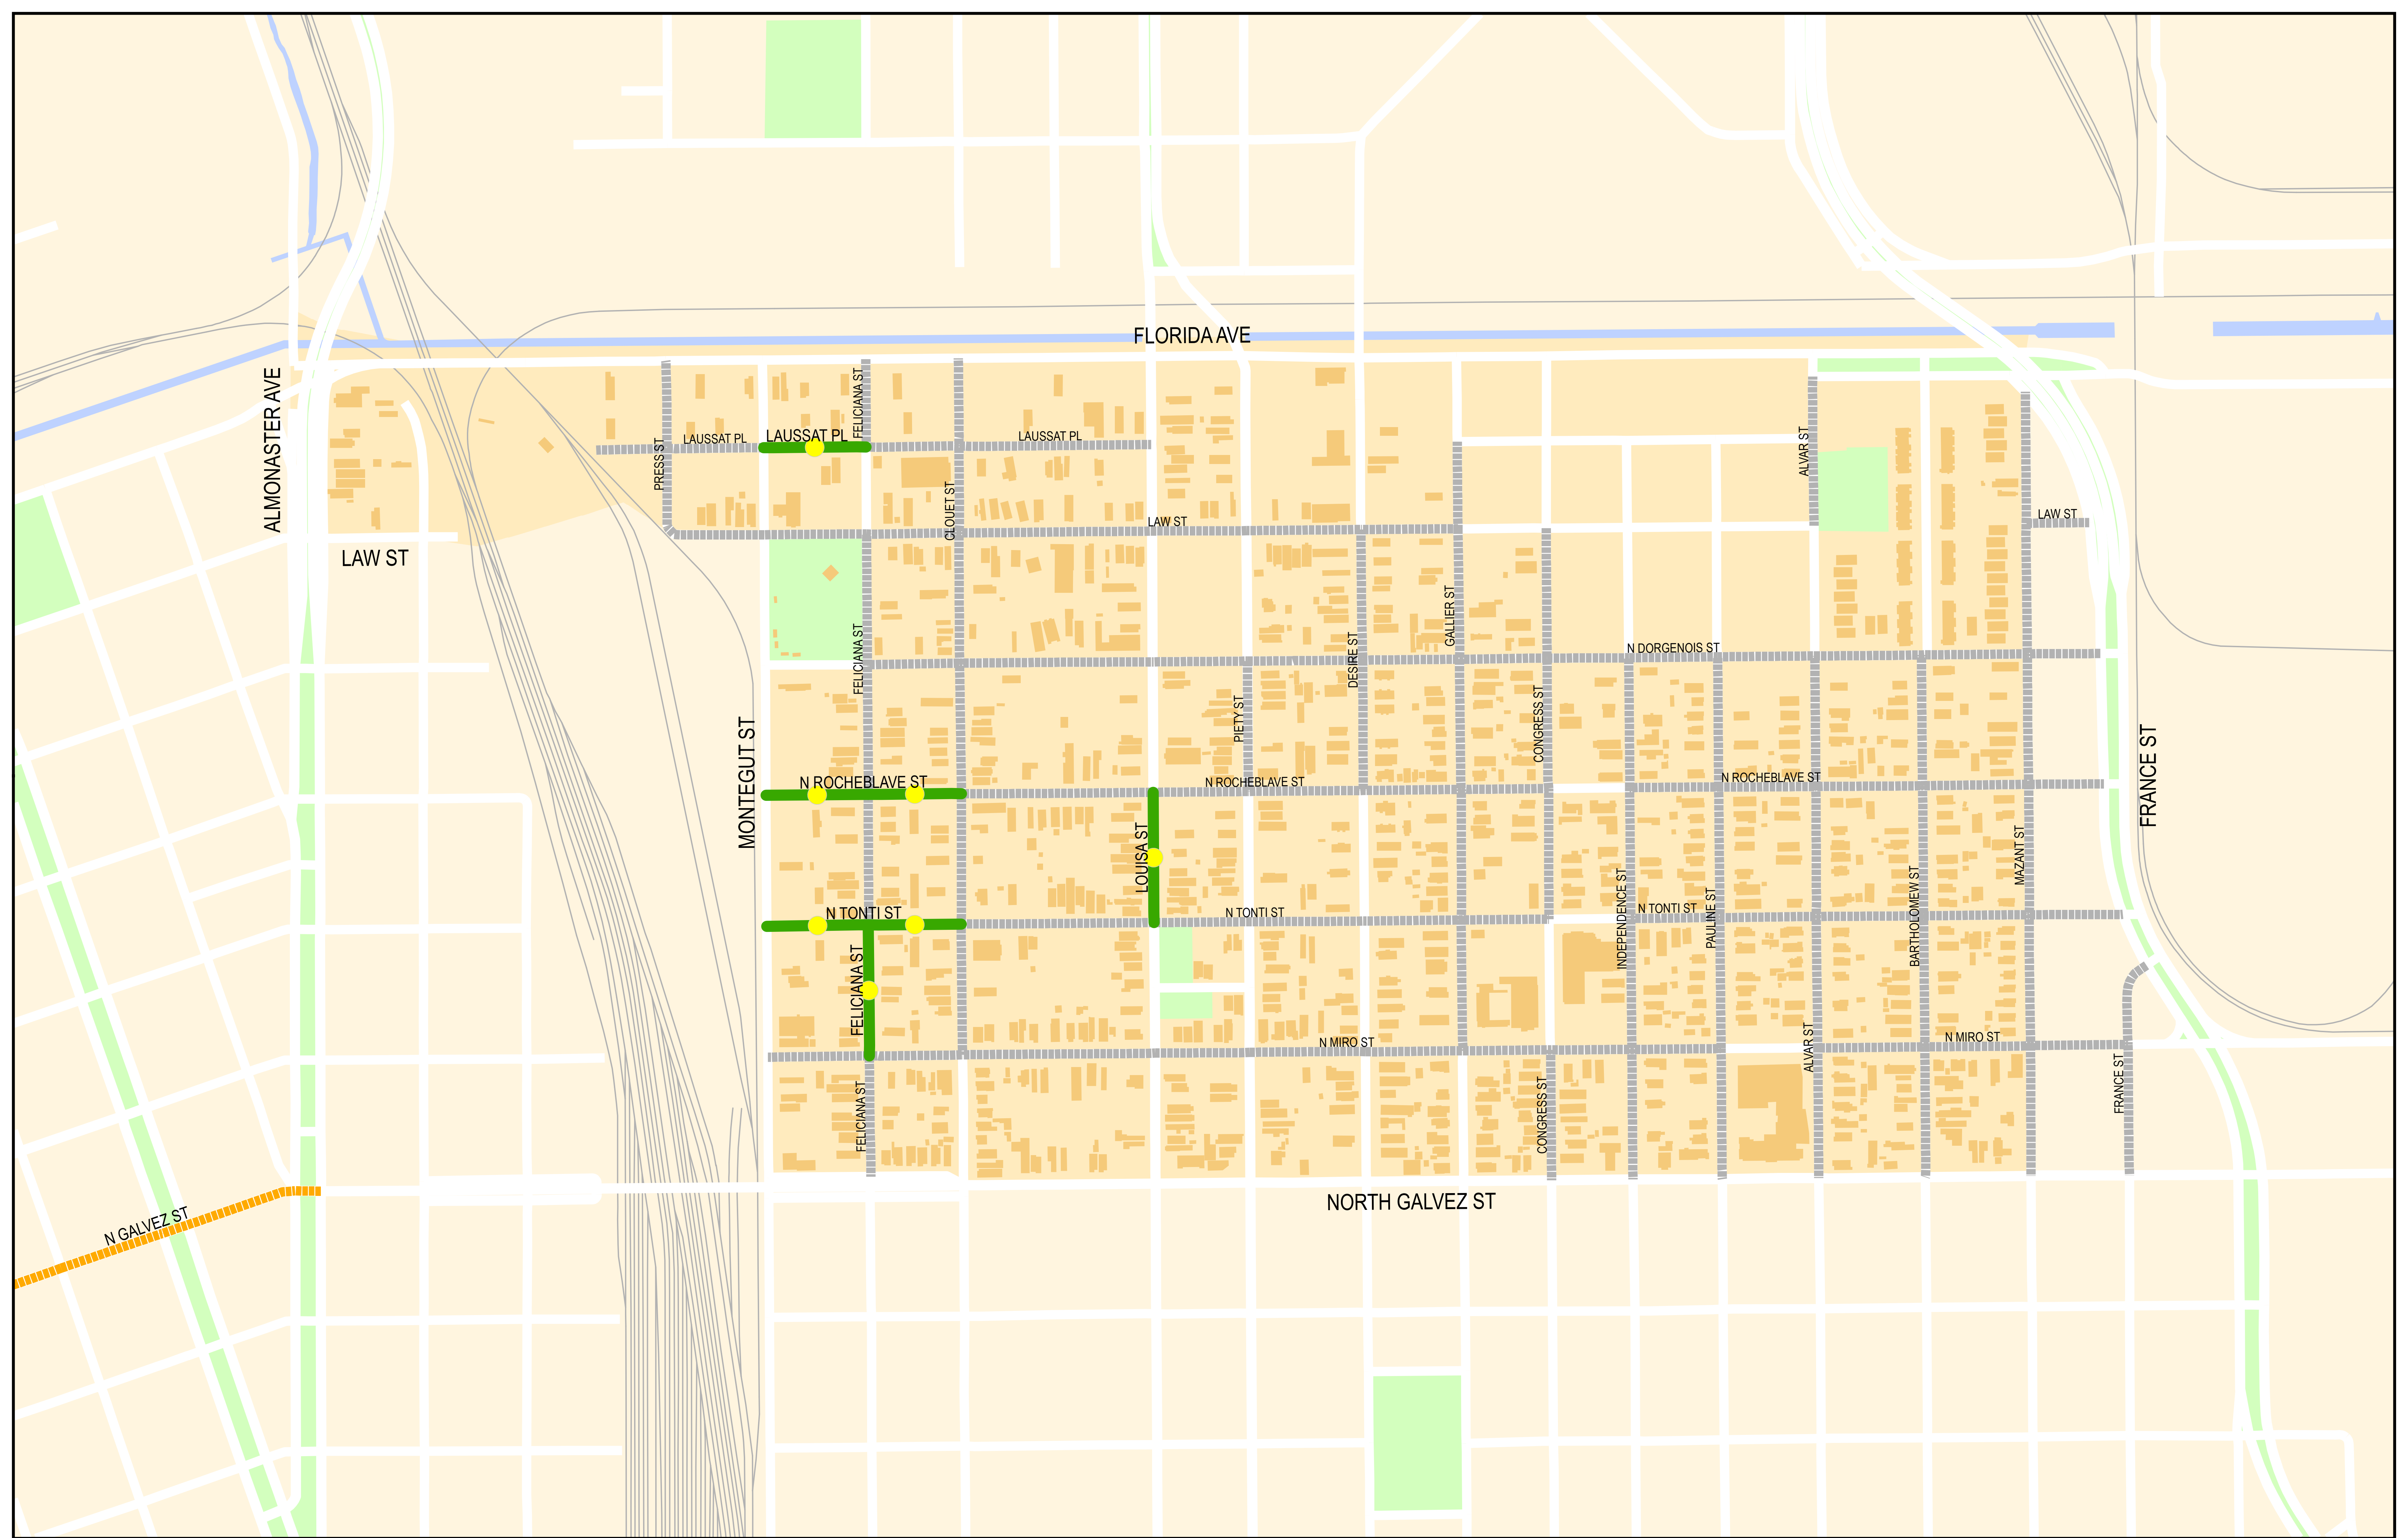 FLORIDA AVE
ALMONASTER AVE
FELICIANA ST
LAUSSAT PL
LAUSSAT PL
LAUSSAT PL
PRESS ST
ALVAR ST
CLOUET ST
LAW ST
LAW ST
LAW ST
GALLIER ST
FELICIANA ST
DESIRE ST
N DORGENOIS ST
MONTEGUT ST
PIETY ST
CONGRESS ST
FRANCE ST
N ROCHEBLAVE ST
N ROCHEBLAVE ST
N ROCHEBLAVE ST
LOUISA ST
MAZANT ST
INDEPENDENCE ST
PAULINE ST
BARTHOLOMEW ST
N TONTI ST
N TONTI ST
N TONTI ST
FELICIANA ST
N MIRO ST
N MIRO ST
ALVAR ST
FELICIANA ST
CONGRESS ST
FRANCE ST
NORTH GALVEZ ST
N GALVEZ ST